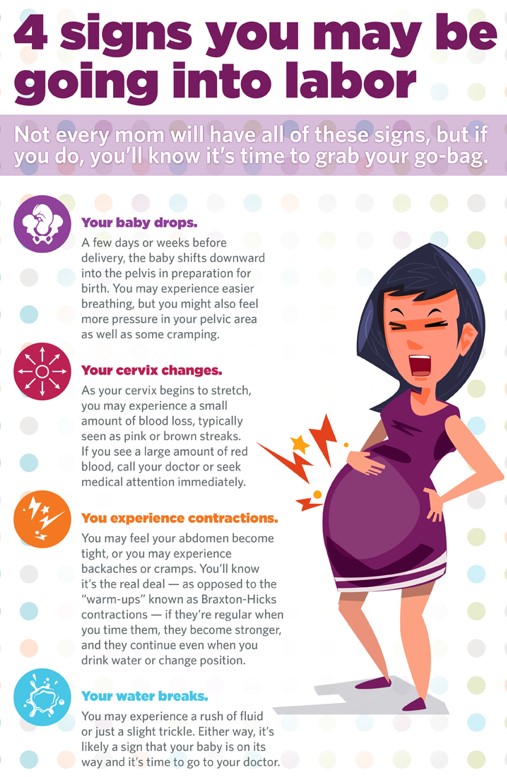 4 signs you may be
going into labor
Not every mom will have all of these signs, but if
you do, you'll know it's time to grab your go-bag.
Your baby drops.
A few days or weeks before
delivery, the baby shifts downward
into the pelvis in preparation for
birth. You may experience easier
breathing, but you might also feel
more pressure in your pelvic area
as well as some cramping.
Your cervix changes.
As your cervix begins to stretch,
you may experience a small
amount of blood loss, typically
seen as pink or brown streaks.
If you see a large amount of red
blood, call your doctor or seek
medical attention immediately.
You experience contractions.
You may feel your abdomen become
tight, or you may experience
backaches or cramps. You'll know
it's the real deal — as opposed to the
“warm-ups” known as Braxton-Hicks
contractions — if they're regular when
you time them, they become stronger,
and they continue even when you
drink water or change position.
Your water breaks.
You may experience a rush of fluid
or just a slight trickle. Either way, it's
likely a sign that your baby is on its
way and it's time to go to your doctor.